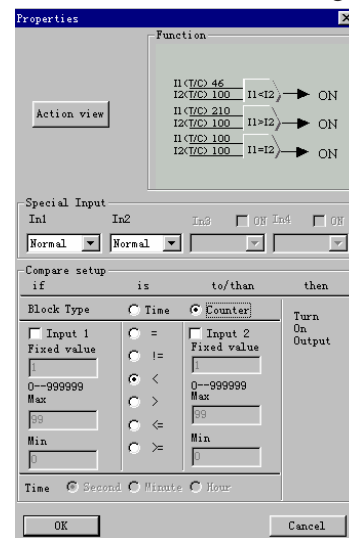 Properties
Function
I1(T/C) 46
I2(T/C) 100 I1<I2 ON
I1(T/C) 210
I2(T/C) 100 I1>I2 ON
I1(T/C) 100
I2(T/C) 100 I1=I2 ON
Action view
Special Input
In1 In2 In3 ON In4 ON
Normal Normal
Compare setup
if is to/than then
Block Type Time Counter
Turn
On
Output
Input 1 = Input 2
Fixed value != Fixed value
1 1
0--999999 < 0--999999
Max > Max
99 <= 99
Min >= Min
0 0
Time Second Minute Hour
OK Cancel